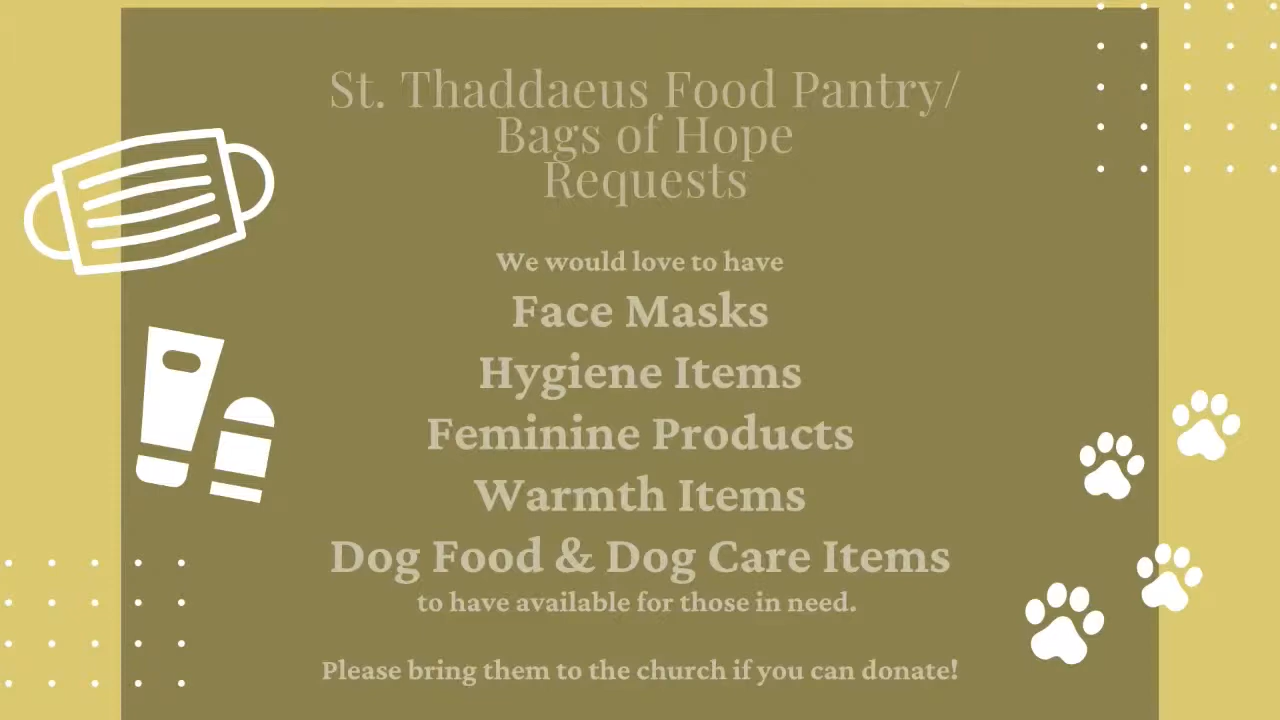 St. Thaddaeus Food Pantry/
Bags of Hope
Requests
We would love to have
Face Masks
Hygiene Items
Feminine Products
Warmth Items
Dog Food & Dog Care Items
to have available for those in need.
Please bring them to the church if you can donate!